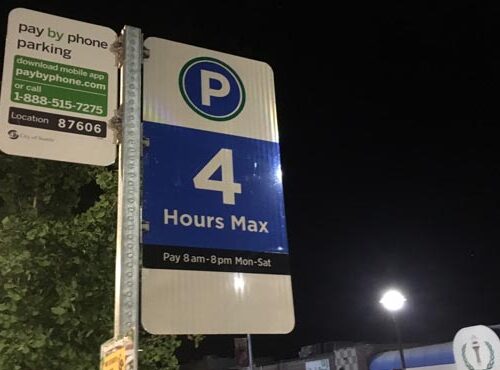 pay by phone
parking
download mobile app
paybyphone.com
or call
1-888-515-7275
Location 87606
City of Seattle
P
4
Hours Max
Pay 8am-8pm Mon-Sat